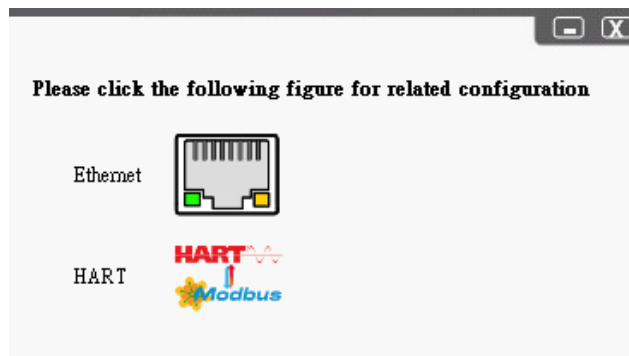 Please click the following figure for related configuration
Ethernet
HART
HART
Modbus